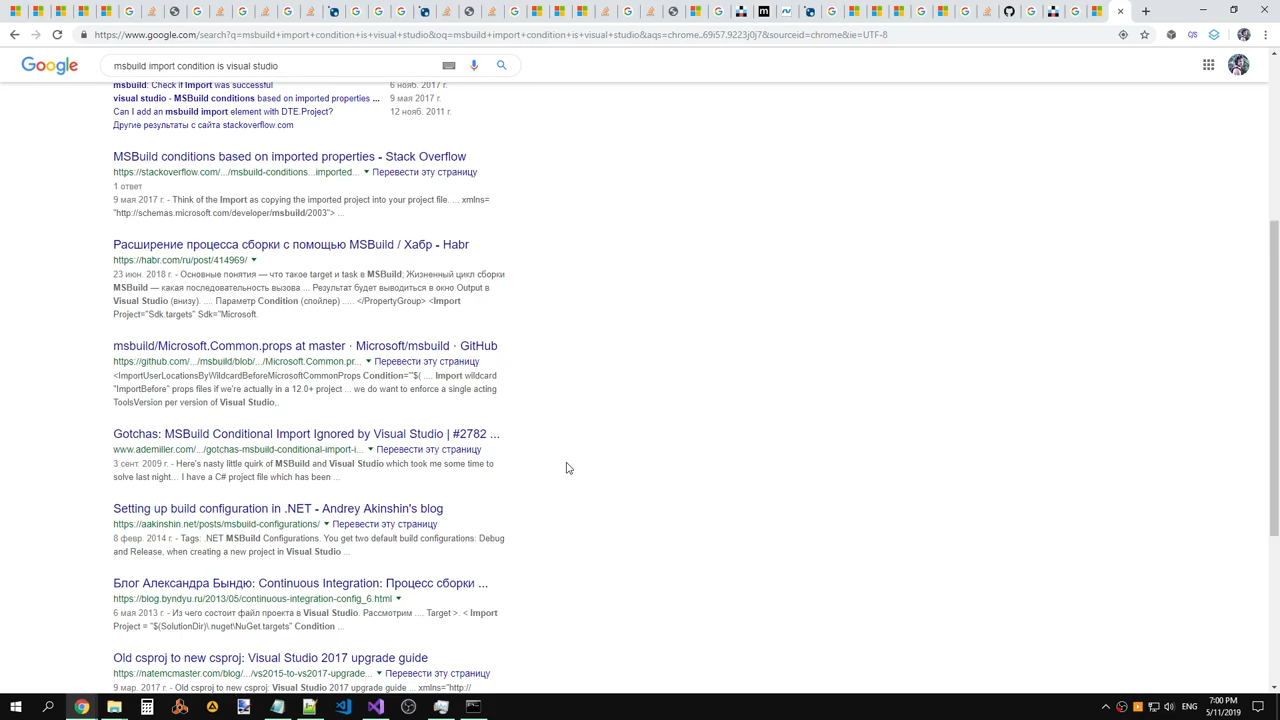 https://www.google.com/search?q=msbuild+import+condition+is+visual+studio&oq=msbuild+import+condition+is+visual+studio&aqs=chrome..69i57.9223j0j7&sourceid=chrome&ie=UTF-8
Google
msbuild import condition is visual studio
msbuild: Check if Import was successful 6 нояб. 2017 г.
visual studio - MSBuild conditions based on imported properties ... 9 мая 2017 г.
Can I add an msbuild import element with DTE.Project? 12 нояб. 2011 г.
Другие результаты с сайта stackoverflow.com
MSBuild conditions based on imported properties - Stack Overflow
https://stackoverflow.com/.../msbuild-conditions...imported... Перевести эту страницу
1 ответ
9 мая 2017 г. - Think of the Import as copying the imported project into your project file. ... xmlns=
"http://schemas.microsoft.com/developer/msbuild/2003"> ...
Расширение процесса сборки с помощью MSBuild / Хабр - Habr
https://habr.com/ru/post/414969/
23 июн. 2018 г. - Основные понятия — что такое target и task в MSBuild; Жизненный цикл сборки
MSBuild — какая последовательность вызова ... Результат будет выводиться в окно Output в
Visual Studio (внизу). .... Параметр Condition (спойлер) ..... </PropertyGroup> <Import
Project="Sdk.targets" Sdk="Microsoft.
msbuild/Microsoft.Common.props at master · Microsoft/msbuild · GitHub
https://github.com/.../msbuild/blob/.../Microsoft.Common.pr... Перевести эту страницу
<ImportUserLocationsByWildcardBeforeMicrosoftCommonProps Condition="'$( .... Import wildcard
"ImportBefore" props files if we're actually in a 12.0+ project ... we do want to enforce a single acting
ToolsVersion per version of Visual Studio,.
Gotchas: MSBuild Conditional Import Ignored by Visual Studio | #2782 ...
www.ademiller.com/.../gotchas-msbuild-conditional-import-i... Перевести эту страницу
3 сент. 2009 г. - Here's nasty little quirk of MSBuild and Visual Studio which took me some time to
solve last night... I have a C# project file which has been ...
Setting up build configuration in .NET - Andrey Akinshin's blog
https://aakinshin.net/posts/msbuild-configurations/ Перевести эту страницу
8 февр. 2014 г. - Tags: .NET MSBuild Configurations. You get two default build configurations: Debug
and Release, when creating a new project in Visual Studio ...
Блог Александра Бындю: Continuous Integration: Процесс сборки ...
https://blog.byndyu.ru/2013/05/continuous-integration-config_6.html
6 мая 2013 г. - Из чего состоит файл проекта в Visual Studio. Рассмотрим .... Target >. < Import
Project = "$(SolutionDir)\.nuget\NuGet.targets" Condition ...
Old csproj to new csproj: Visual Studio 2017 upgrade guide
https://natemcmaster.com/blog/.../vs2015-to-vs2017-upgrade... Перевести эту страницу
9 мар. 2017 г. - Old csproj to new csproj: Visual Studio 2017 upgrade guide ... xmlns="http://
ENG
7:00 PM
5/11/2019